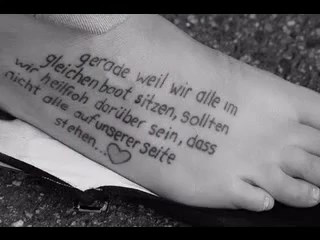 gerade weil wir alle im
gleichen boot sitzen, sollten
wir heilfroh darüber sein, dass
nicht alle auf unserer seite
stehen...♡